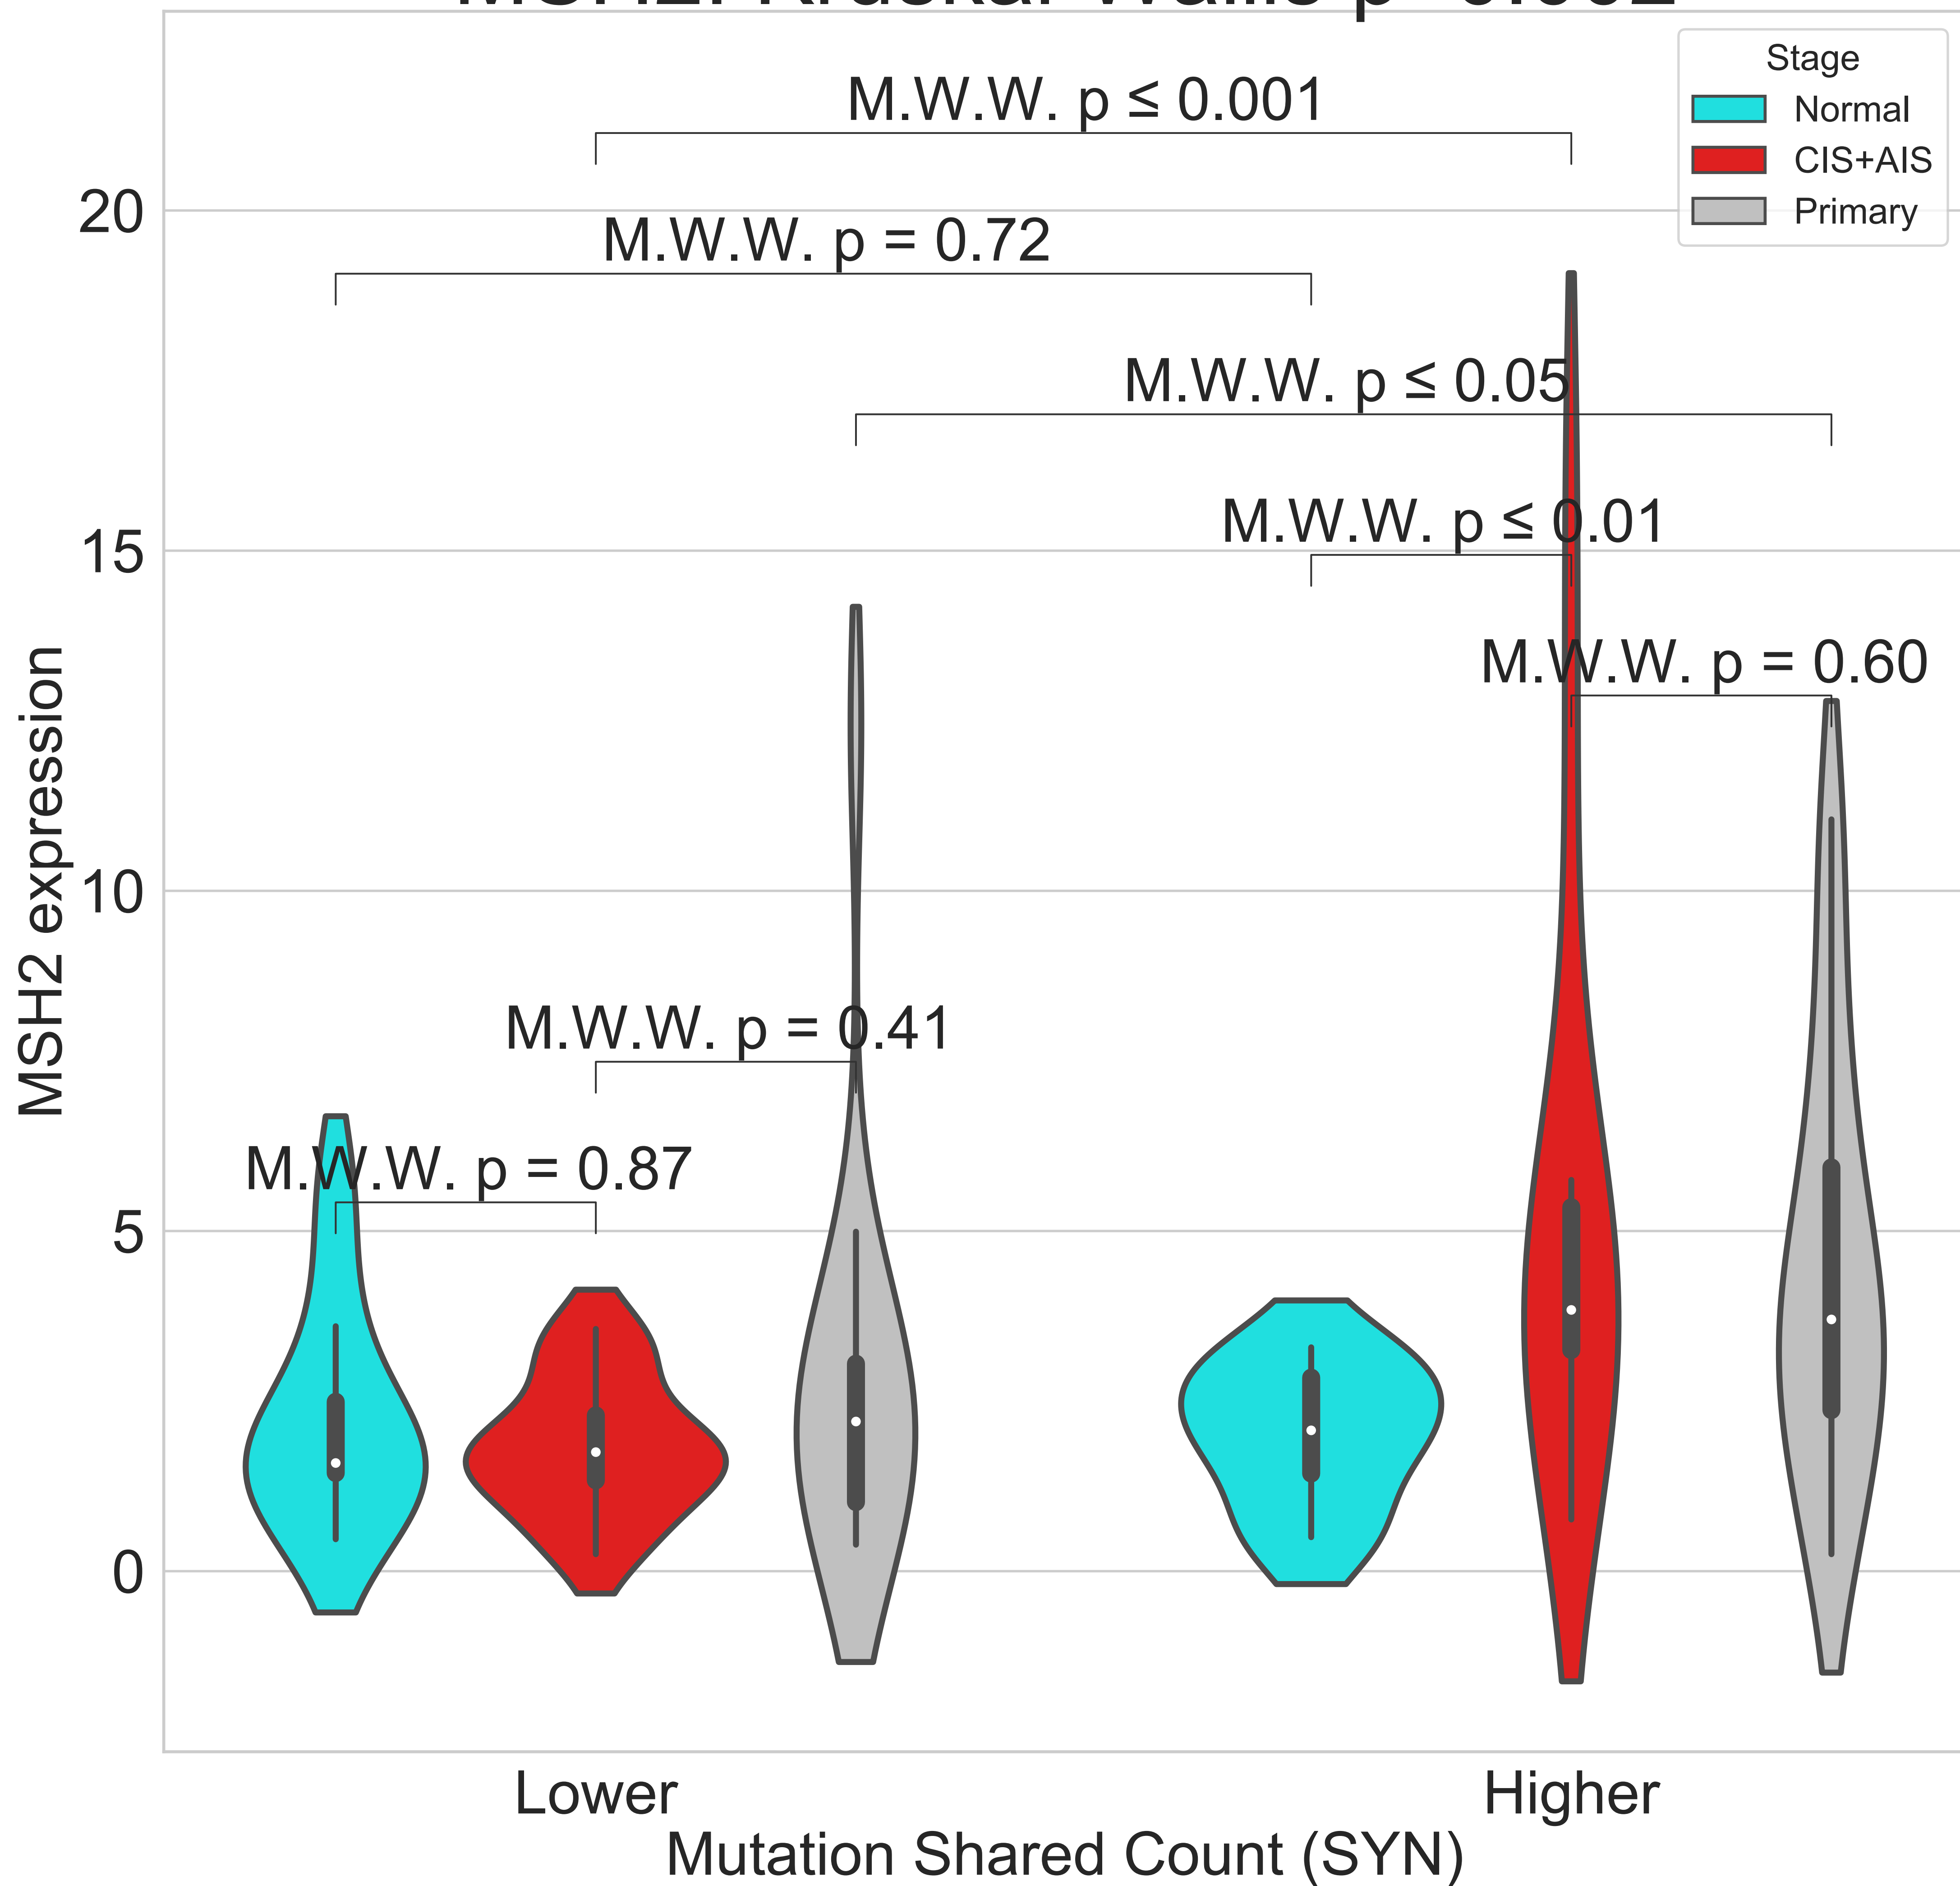 Stage
Normal
CIS+AIS
Primary
M.W.W. p ≤ 0.001
M.W.W. p = 0.72
M.W.W. p ≤ 0.05
M.W.W. p ≤ 0.01
M.W.W. p = 0.60
M.W.W. p = 0.41
M.W.W. p = 0.87
20
15
10
5
0
MSH2 expression
Lower
Higher
Mutation Shared Count (SYN)